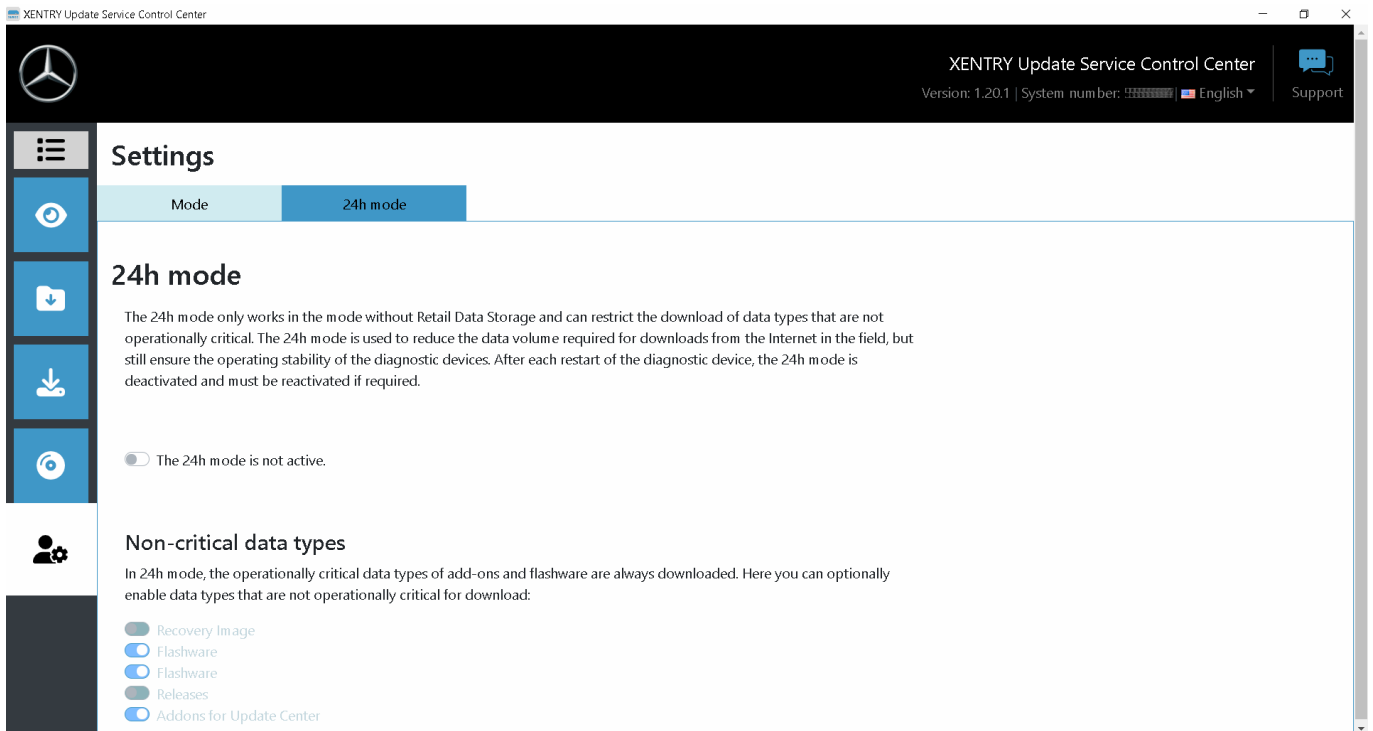 XENTRY Update Service Control Center
XENTRY Update Service Control Center
Version: 1.20.1 | System number: | English
Support
Settings
Mode
24h mode
24h mode
The 24h mode only works in the mode without Retail Data Storage and can restrict the download of data types that are not
operationally critical. The 24h mode is used to reduce the data volume required for downloads from the Internet in the field, but
still ensure the operating stability of the diagnostic devices. After each restart of the diagnostic device, the 24h mode is
deactivated and must be reactivated if required.
The 24h mode is not active.
Non-critical data types
In 24h mode, the operationally critical data types of add-ons and flashware are always downloaded. Here you can optionally
enable data types that are not operationally critical for download:
Recovery Image
Flashware
Flashware
Releases
Addons for Update Center